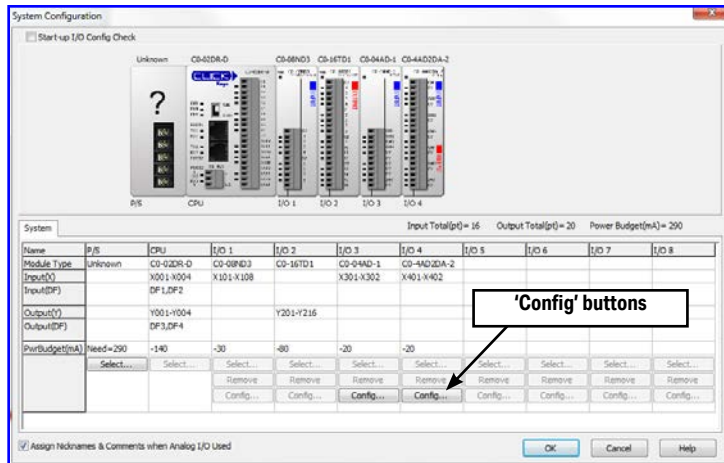 System Configuration
Start-up I/O Config Check
Unknown C0-02DR-D C0-08ND3 C0-16TD1 C0-04AD-1 C0-4AD2DA-2
CLICK
?
P/S CPU I/O 1 I/O 2 I/O 3 I/O 4
System Input Total(pt)= 16 Output Total(pt)= 20 Power Budget(mA)= 290
Name P/S CPU I/O 1 I/O 2 I/O 3 I/O 4 I/O 5 I/O 6 I/O 7 I/O 8
Module Type Unknown C0-02DR-D C0-08ND3 C0-16TD1 C0-04AD-1 C0-4AD2DA-2
Input(X) X001-X004 X101-X108 X301-X302 X401-X402
Input(DF) DF1,DF2
'Config' buttons
Output(Y) Y001-Y004 Y201-Y216
Output(DF) DF3,DF4
PwrBudget(mA) Need=290 -140 -30 -80 -20 -20
Select... Select... Select... Select... Select... Select... Select... Select... Select... Select...
Remove Remove Remove Remove Remove Remove Remove Remove
Config... Config... Config... Config... Config... Config... Config... Config...
Assign Nicknames & Comments when Analog I/O Used OK Cancel Help